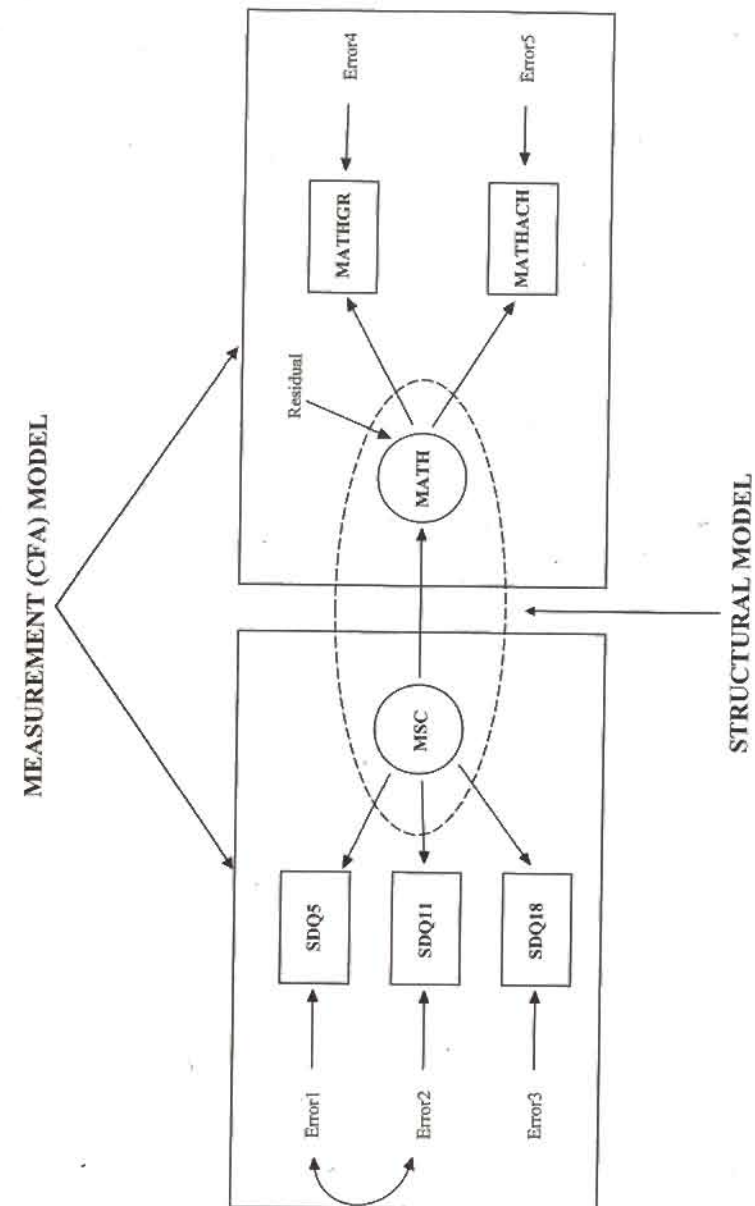 MEASUREMENT (CFA) MODEL
Error1
SDQ5
Residual
MATHGR
Error4
Error2
SDQ11
MSC
MATH
Error3
SDQ18
MATHACH
Error5
STRUCTURAL MODEL